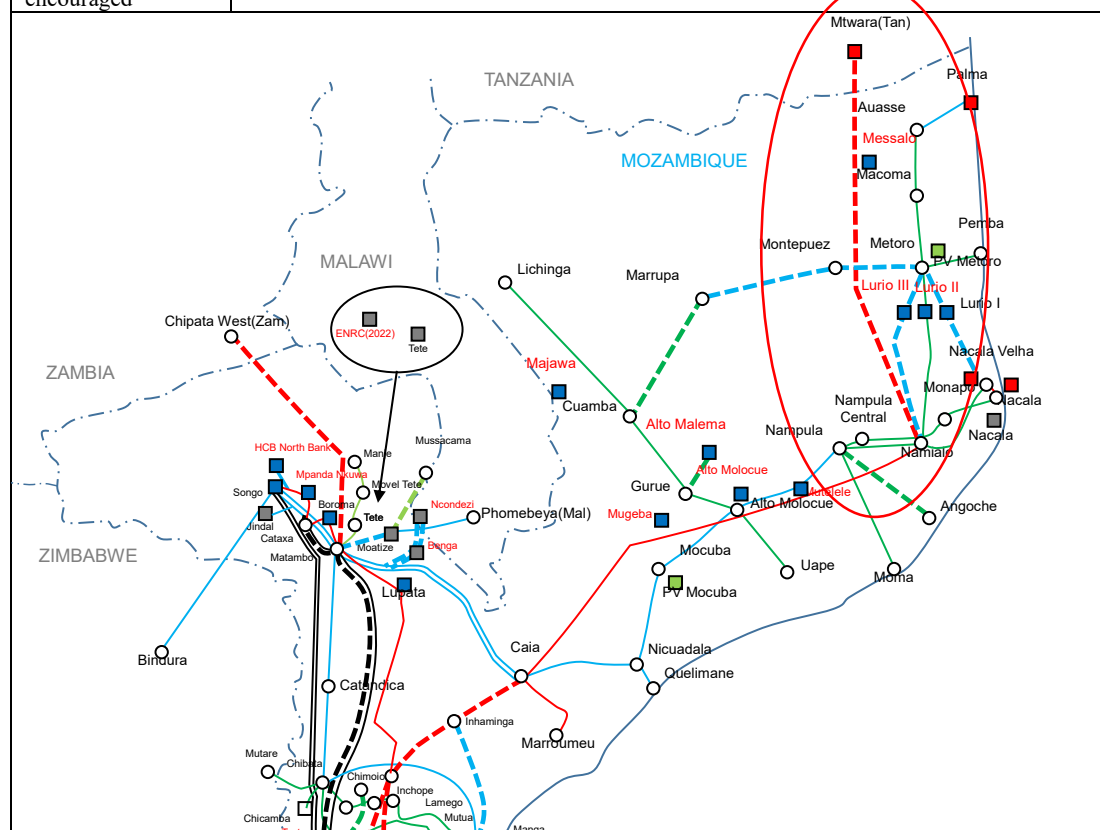 encouraged
Mtwara(Tan)
TANZANIA
Palma
Auasse
Messalo
MOZAMBIQUE
Macoma
Pemba
Montepuez
Metoro
PV Metoro
MALAWI
Lichinga
Marrupa
Lurio III
Lurio II
Lurio I
Chipata West(Zam)
ENRC(2022)
Tete
Nacala Velha
Majawa
ZAMBIA
Monapo
Nacala
Cuamba
Nampula
Central
Alto Malema
Nampula
Nacala
Namialo
Mussacama
HCB North Bank
Manje
Mpanda Nkuwa
Alto Molocue
Movel Tete
Gurue
Mutelele
Songo
Boroma
Ncondezi
Alto Molocue
Angoche
Tete
Phomebeya(Mal)
Mugeba
Jindal
Cataxa
Moatize
Benga
Matambo
ZIMBABWE
Mocuba
Uape
Moma
Lupata
PV Mocuba
Caia
Nicuadala
Bindura
Quelimane
Catandica
Inhaminga
Marroumeu
Mutare
Chibata
Chimoio
Inchope
Lamego
Chicamba
Mutua
Manga